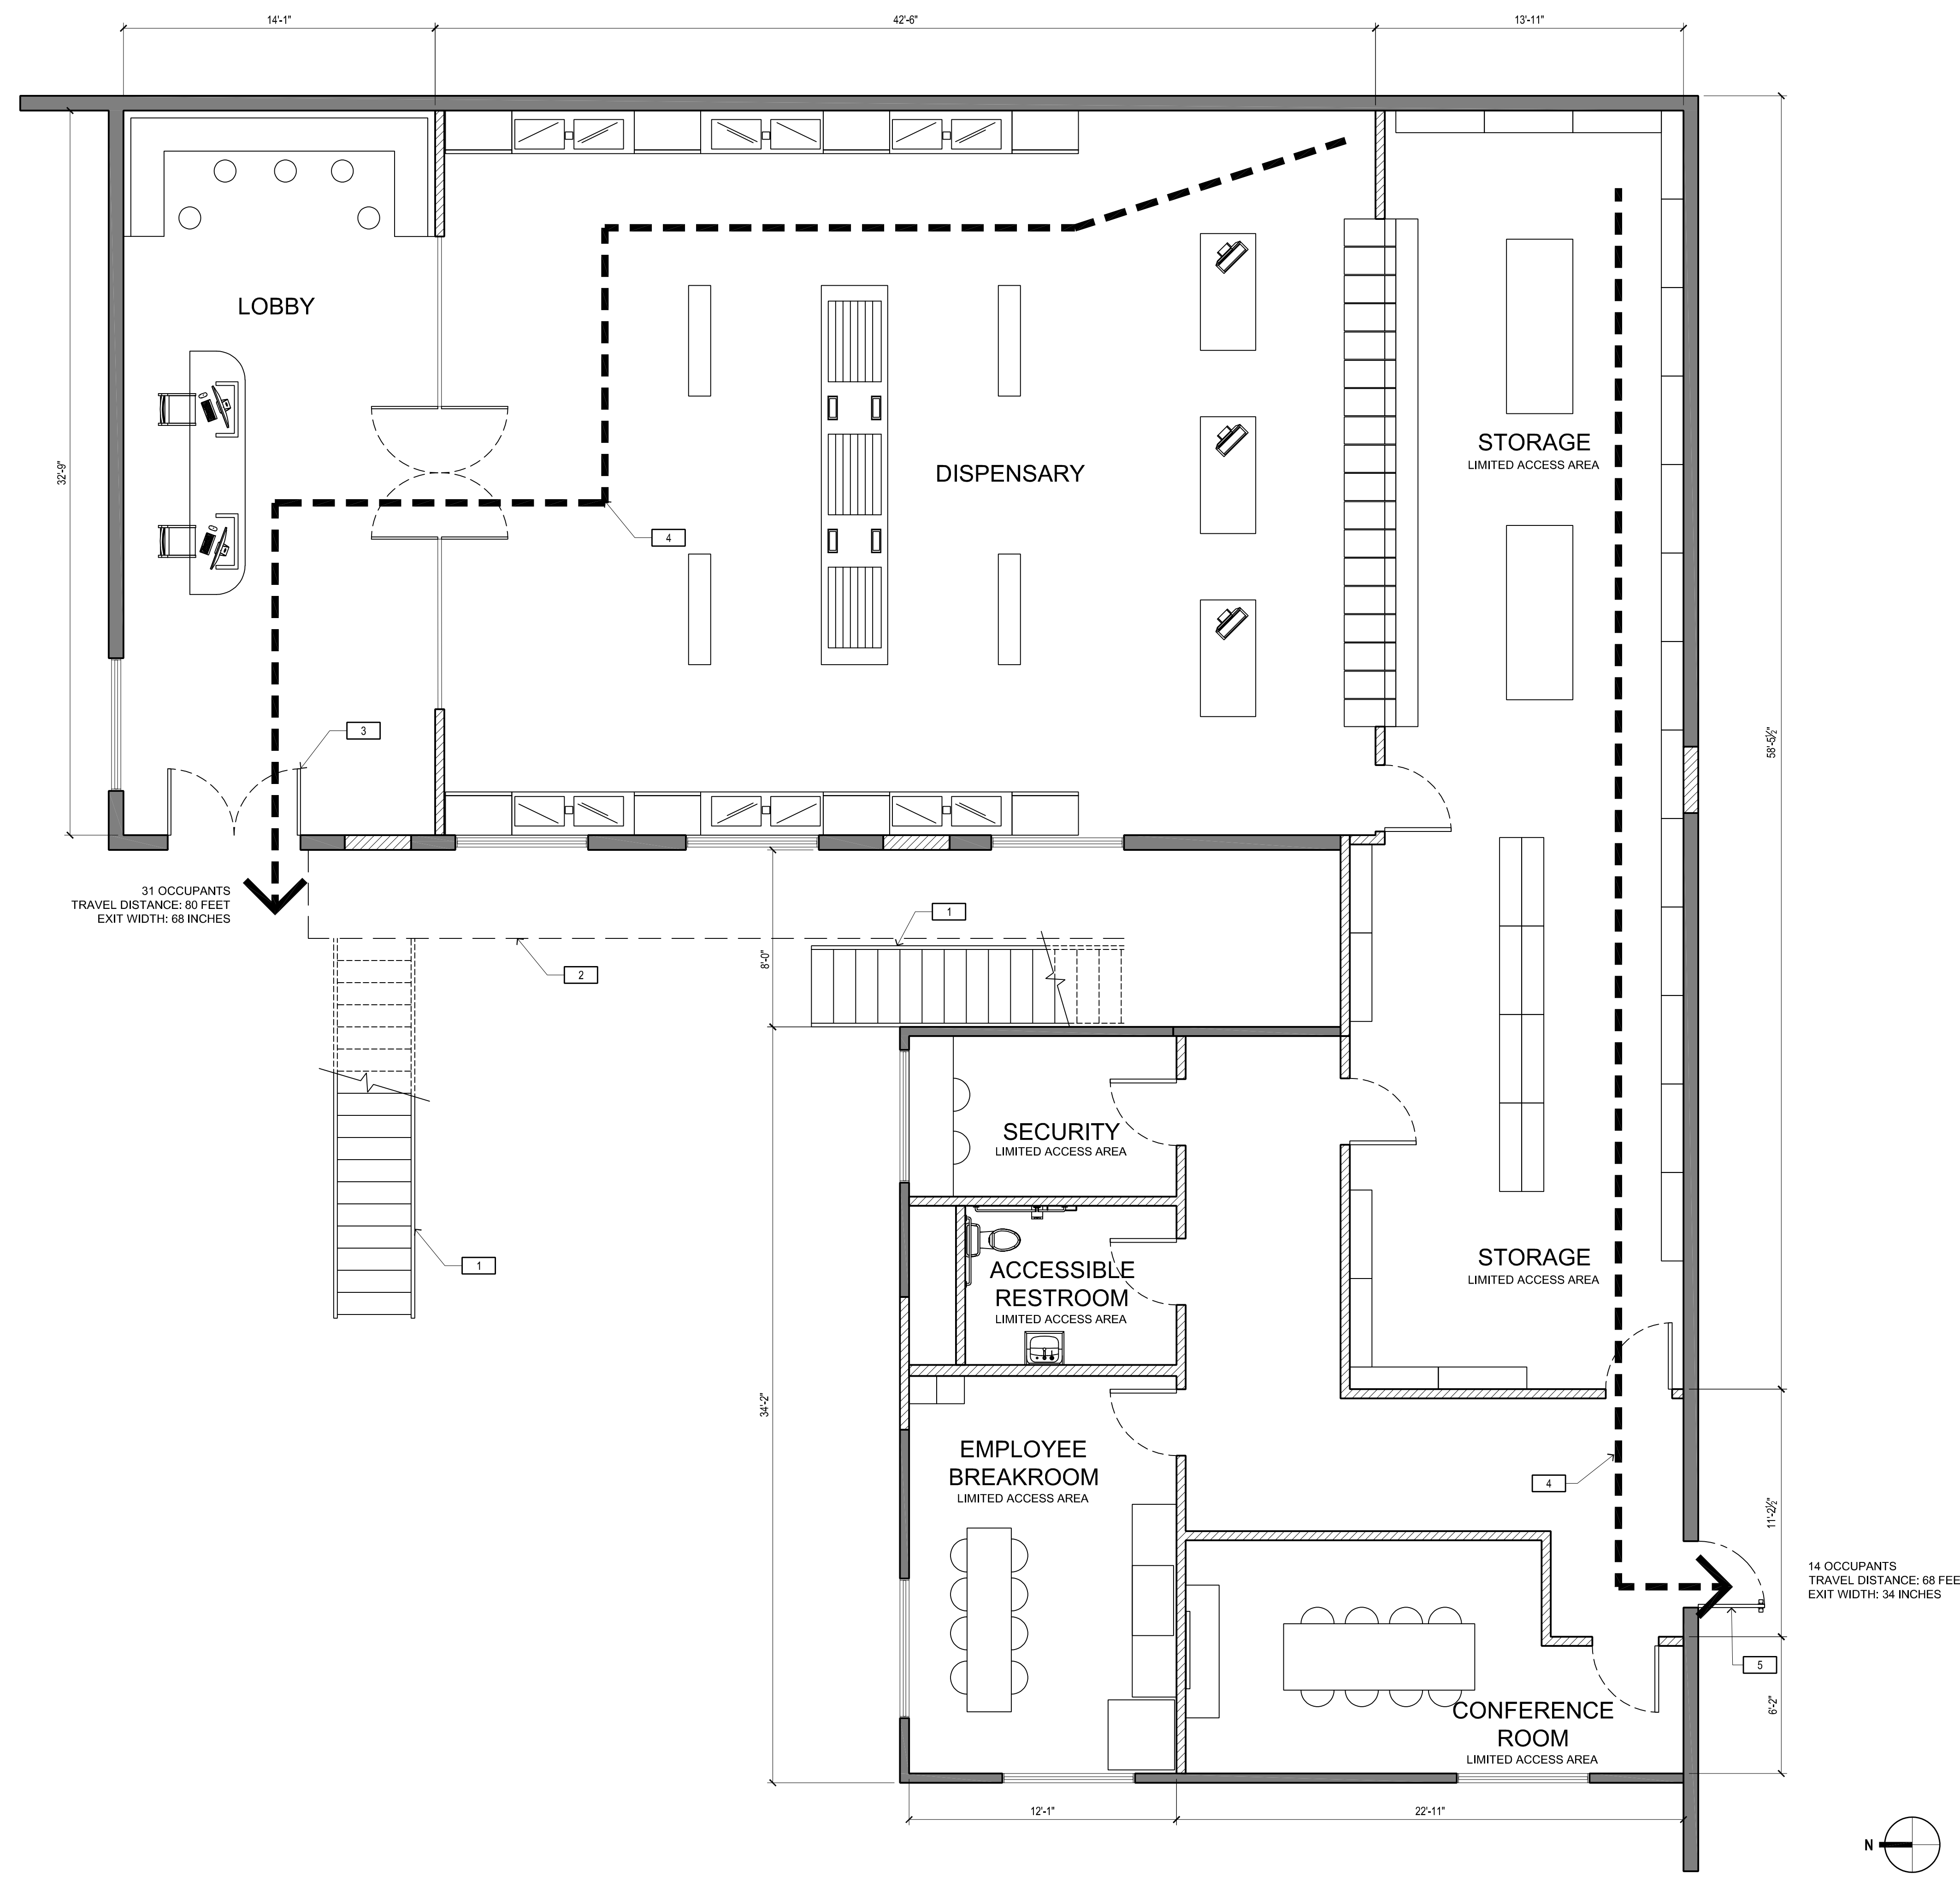 14'-1"
42'-6"
13'-11"
LOBBY
32'-9"
DISPENSARY
STORAGE
LIMITED ACCESS AREA
4
3
58'-5½"
31 OCCUPANTS
TRAVEL DISTANCE: 80 FEET
EXIT WIDTH: 68 INCHES
1
2
8'-0"
SECURITY
LIMITED ACCESS AREA
1
ACCESSIBLE
RESTROOM
LIMITED ACCESS AREA
STORAGE
LIMITED ACCESS AREA
34'-2"
EMPLOYEE
BREAKROOM
LIMITED ACCESS AREA
4
11'-2½"
14 OCCUPANTS
TRAVEL DISTANCE: 68 FEE
EXIT WIDTH: 34 INCHES
5
6'-2"
CONFERENCE
ROOM
LIMITED ACCESS AREA
12'-1"
22'-11"
N